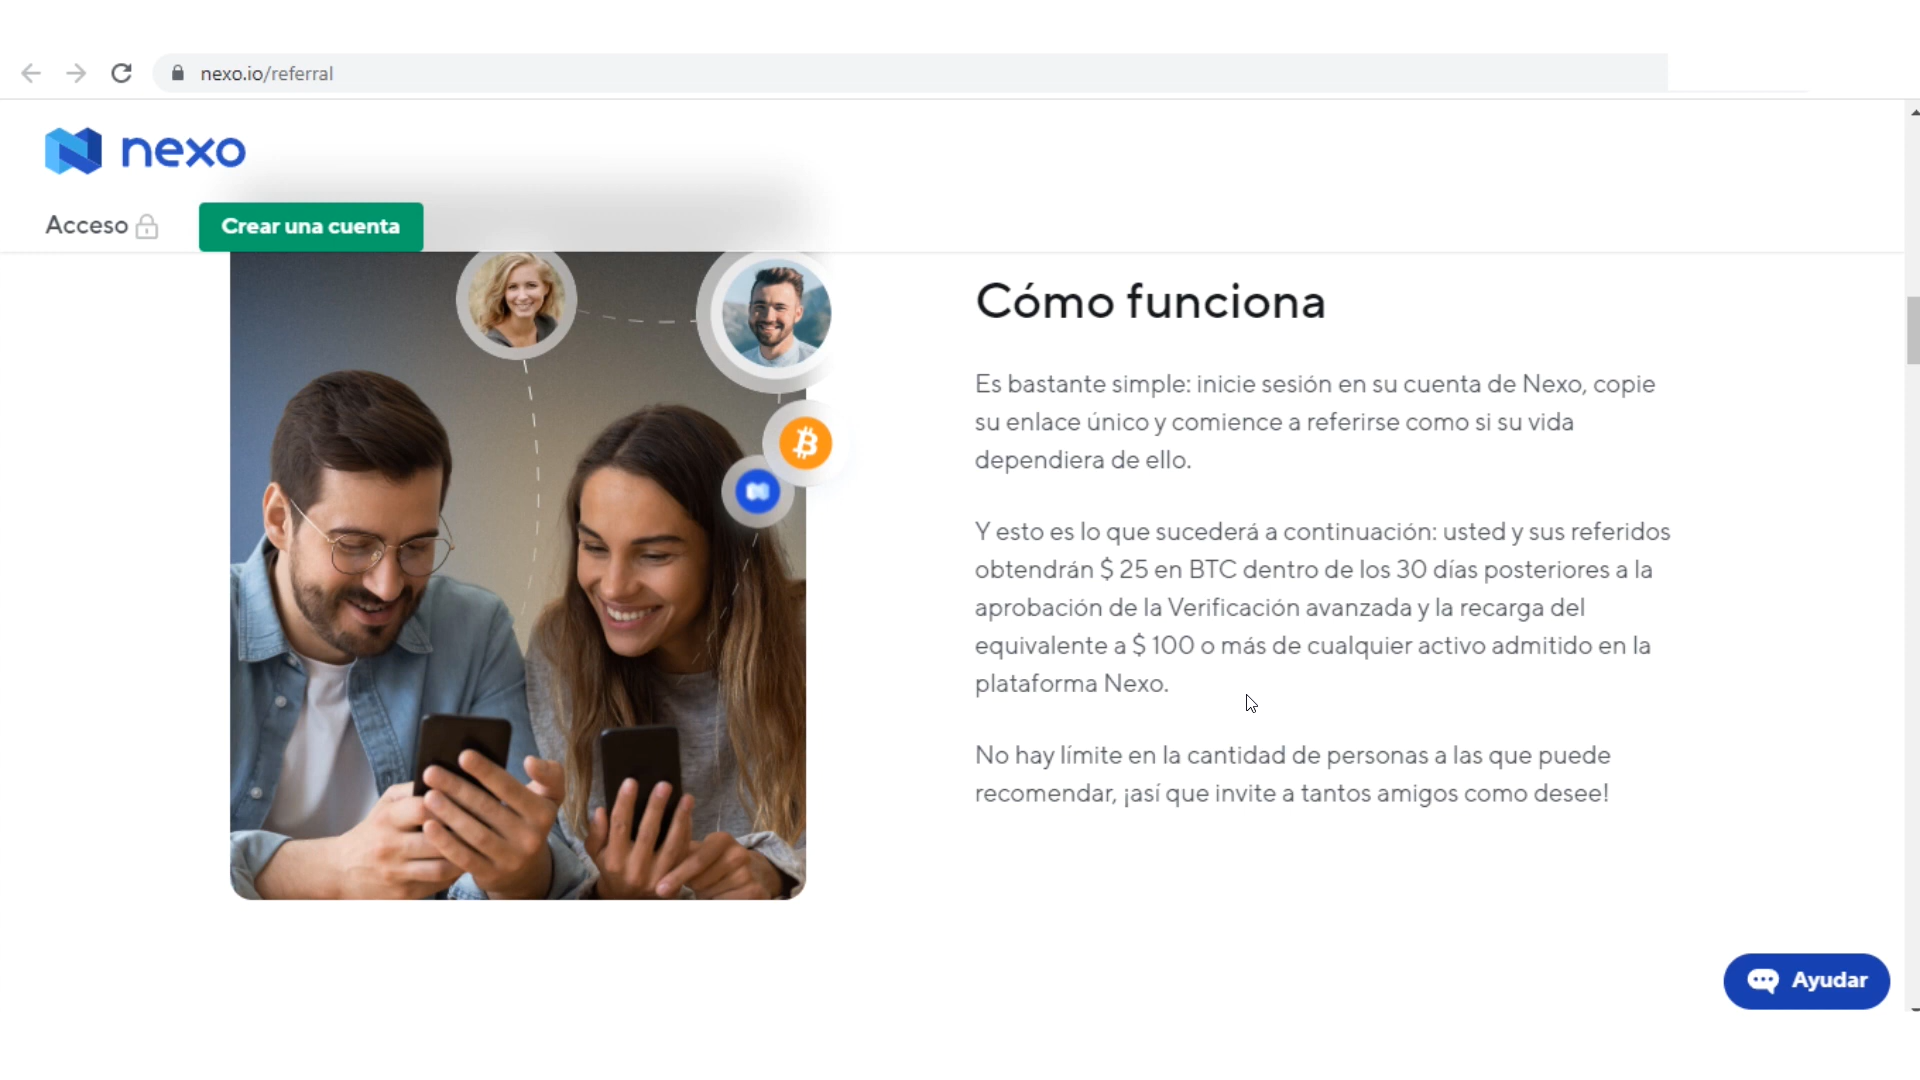 nexo.io/referral
nexo
Acceso
Crear una cuenta
Cómo funciona
Es bastante simple: inicie sesión en su cuenta de Nexo, copie
su enlace único y comience a referirse como si su vida
dependiera de ello.
Y esto es lo que sucederá a continuación: usted y sus referidos
obtendrán $ 25 en BTC dentro de los 30 días posteriores a la
aprobación de la Verificación avanzada y la recarga del
equivalente a $ 100 o más de cualquier activo admitido en la
plataforma Nexo.
No hay límite en la cantidad de personas a las que puede
recomendar, ¡así que invite a tantos amigos como desee!
Ayudar